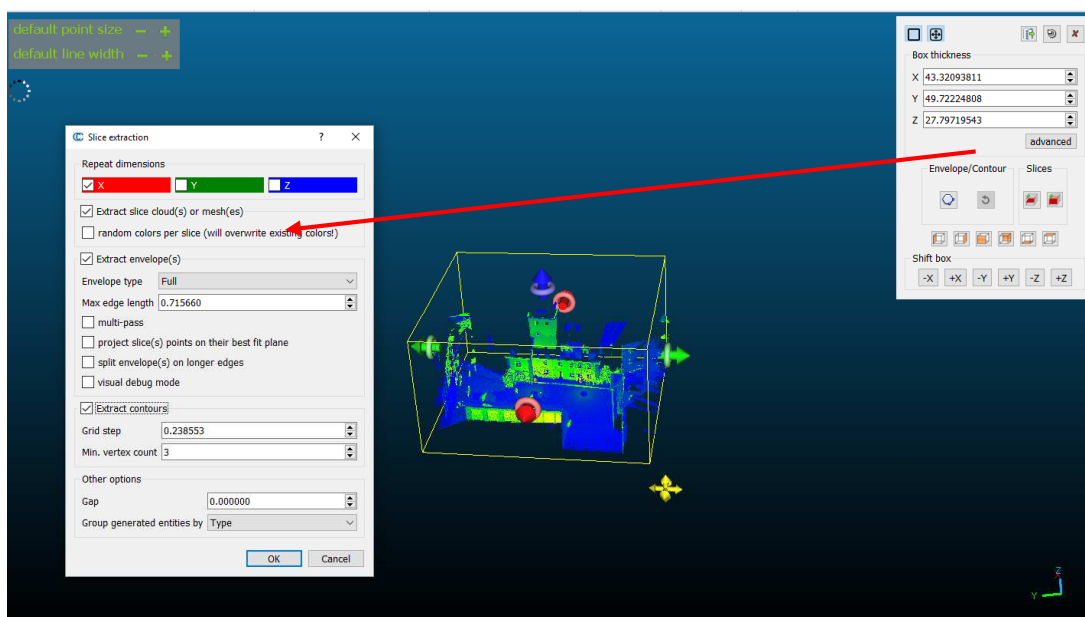 default point size − +
default line width − +
Slice extraction ? ×
Repeat dimensions
X Y Z
Extract slice cloud(s) or mesh(es)
random colors per slice (will overwrite existing colors!)
Extract envelope(s)
Envelope type Full
Max edge length 0.715660
multi-pass
project slice(s) points on their best fit plane
split envelope(s) on longer edges
visual debug mode
Extract contours
Grid step 0.238553
Min. vertex count 3
Other options
Gap 0.000000
Group generated entities by Type
OK Cancel
Box thickness
X 43.32093811
Y 49.72224808
Z 27.79719543
advanced
Envelope/Contour Slices
Shift box
-X +X -Y +Y -Z +Z
Z
Y